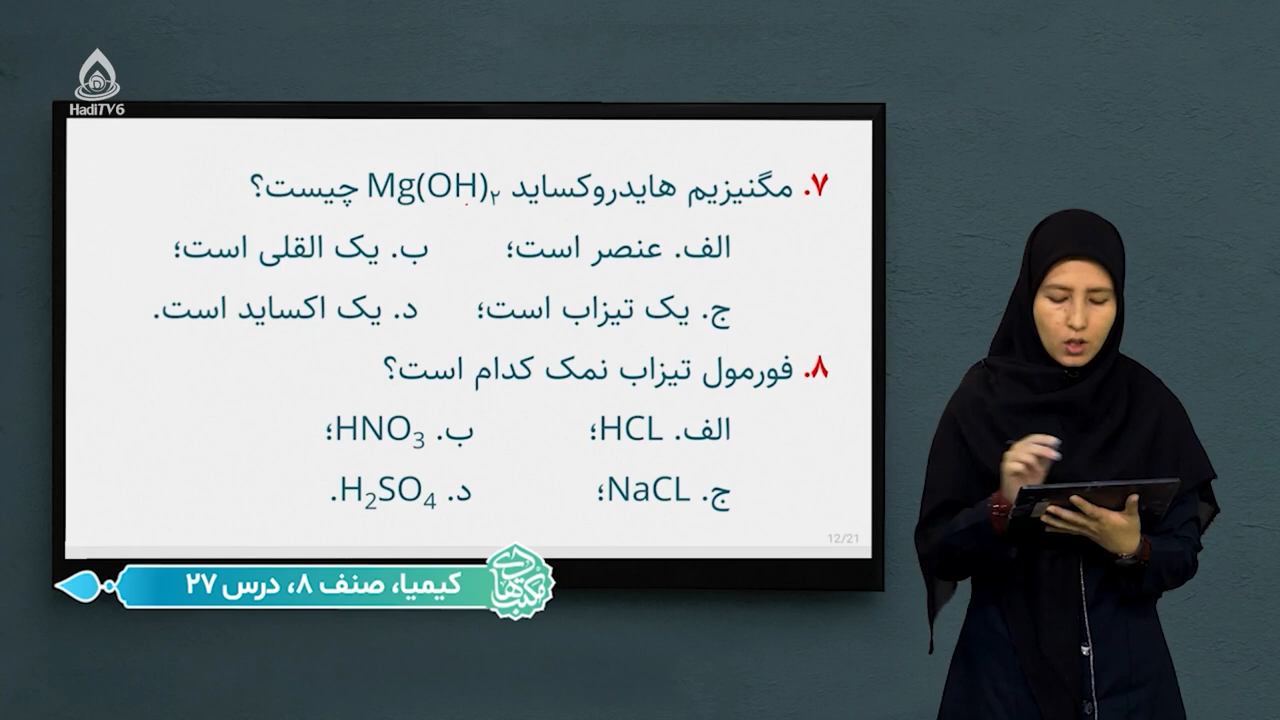 HadiTV6
۷. مگنیزیم هایدروکساید Mg(OH)۲ چیست؟
الف. عنصر است؛ ب. یک القلی است؛
ج. یک تیزاب است؛ د. یک اکساید است.
۸. فورمول تیزاب نمک کدام است؟
الف. HCL؛ ب. HNO3؛
ج. NaCL؛ د. H2SO4.
12/21
کیمیا، صنف ۸، درس ۲۷
مکتب هادی